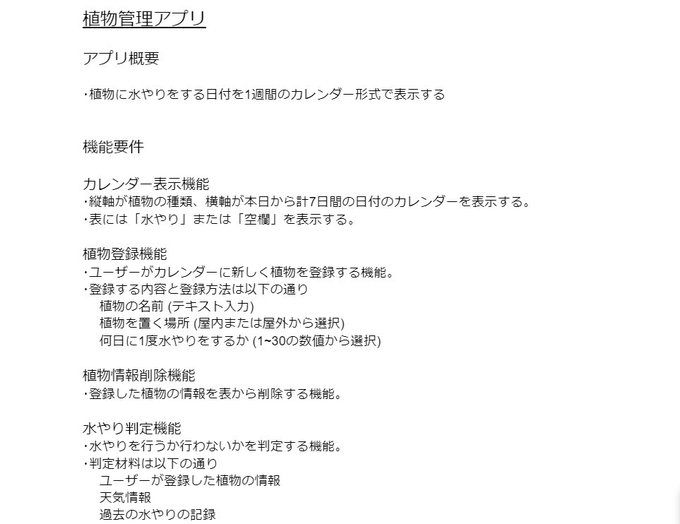 植物管理アプリ
アプリ概要
・植物に水やりをする日付を1週間のカレンダー形式で表示する
機能要件
カレンダー表示機能
・縦軸が植物の種類、横軸が本日から計7日間の日付のカレンダーを表示する。
・表には「水やり」または「空欄」を表示する。
植物登録機能
・ユーザーがカレンダーに新しく植物を登録する機能。
・登録する内容と登録方法は以下の通り
植物の名前 (テキスト入力)
植物を置く場所 (屋内または屋外から選択)
何日に1度水やりをするか (1~30の数値から選択)
植物情報削除機能
・登録した植物の情報を表から削除する機能。
水やり判定機能
・水やりを行うか行わないかを判定する機能。
・判定材料は以下の通り
ユーザーが登録した植物の情報
天気情報
過去の水やりの記録